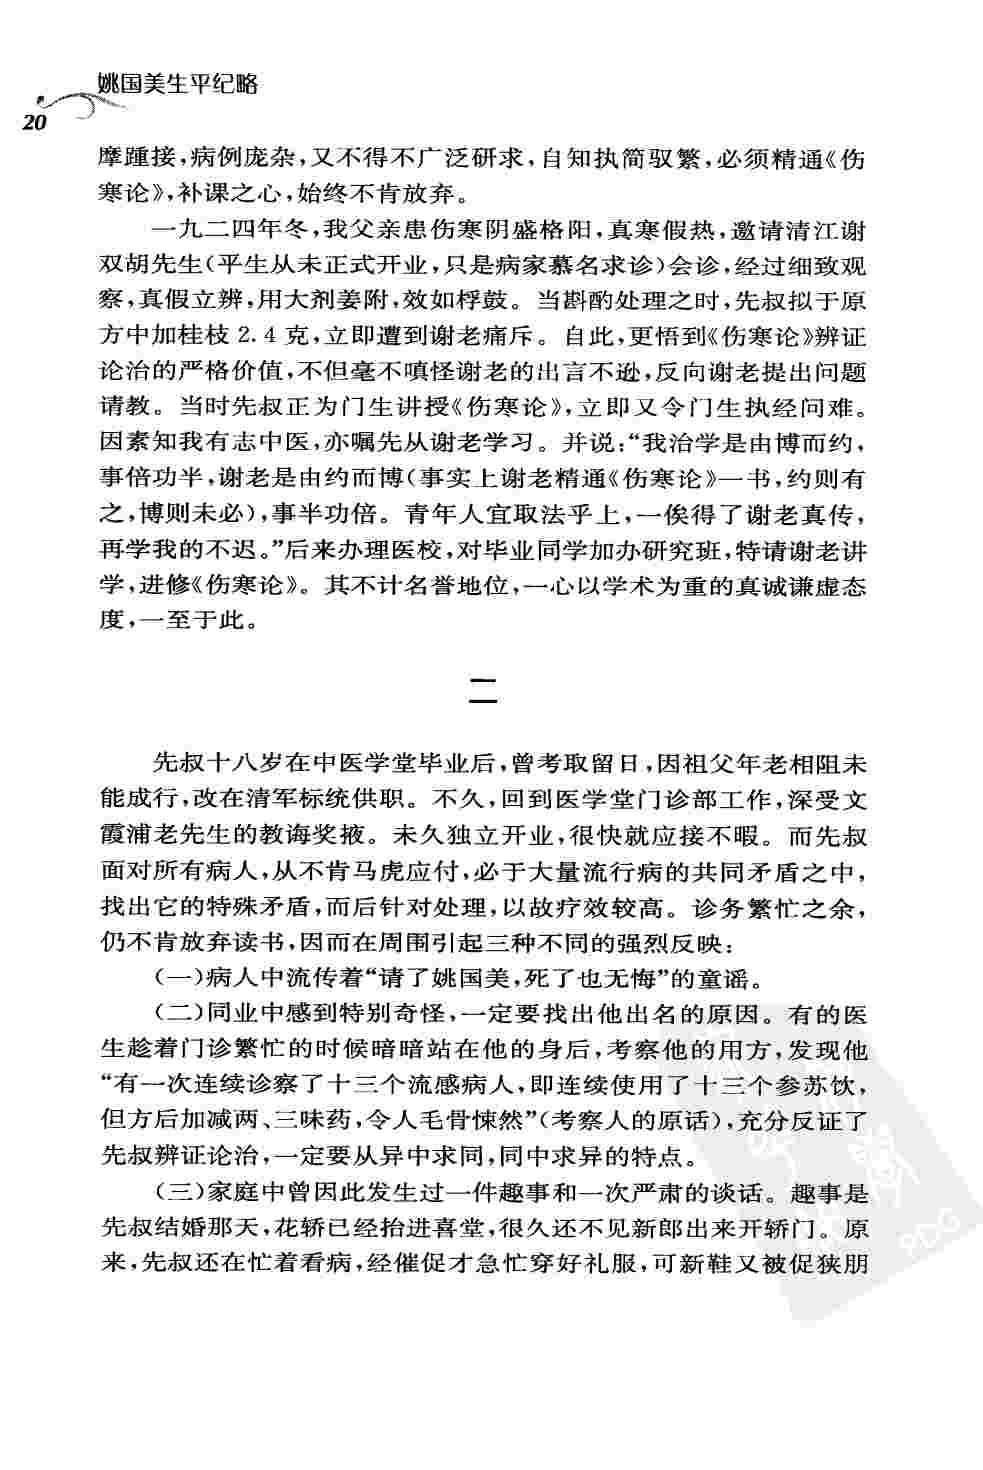 姚国美生平纪略
20
摩踵接，病例庞杂，又不得不广泛研求，自知执简驭繁，必须精通《伤
寒论》，补课之心，始终不肯放弃。
一九二四年冬，我父亲患伤寒阴盛格阳，真寒假热，邀请清江谢
双胡先生（平生从未正式开业，只是病家慕名求诊）会诊，经过细致观
察，真假立辨，用大剂姜附，效如桴鼓。当斟酌处理之时，先叔拟于原
方中加桂枝2.4克，立即遭到谢老痛斥。自此，更悟到《伤寒论》辨证
论治的严格价值，不但毫不嗔怪谢老的出言不逊，反向谢老提出问题
请教。当时先叔正为门生讲授《伤寒论》，立即又令门生执经问难。
因素知我有志中医，亦嘱先从谢老学习。并说：“我治学是由博而约，
事倍功半，谢老是由约而博（事实上谢老精通《伤寒论》一书，约则有
之，博则未必），事半功倍。青年人宜取法乎上，一俟得了谢老真传，
再学我的不迟。”后来办理医校，对毕业同学加办研究班，特请谢老讲
学，进修《伤寒论》。其不计名誉地位，一心以学术为重的真诚谦虚态
度，一至于此。
二
先叔十八岁在中医学堂毕业后，曾考取留日，因祖父年老相阻未
能成行，改在清军标统供职。不久，回到医学堂门诊部工作，深受文
霞浦老先生的教诲奖掖。未久独立开业，很快就应接不暇。而先叔
面对所有病人，从不肯马虎应付，必于大量流行病的共同矛盾之中，
找出它的特殊矛盾，而后针对处理，以故疗效较高。诊务繁忙之余，
仍不肯放弃读书，因而在周围引起三种不同的强烈反映：
（一）病人中流传着“请了姚国美，死了也无悔”的童谣。
（二）同业中感到特别奇怪，一定要找出他出名的原因。有的医
生趁着门诊繁忙的时候暗暗站在他的身后，考察他的用方，发现他
“有一次连续诊察了十三个流感病人，即连续使用了十三个参苏饮，
但方后加减两、三味药，令人毛骨悚然”（考察人的原话），充分反证了
先叔辨证论治，一定要从异中求同，同中求异的特点。
（三）家庭中曾因此发生过一件趣事和一次严肃的谈话。趣事是
先叔结婚那天，花轿已经抬进喜堂，很久还不见新郎出来开轿门。原
来，先叔还在忙着看病，经催促才急忙穿好礼服，可新鞋又被促狭朋
PDG